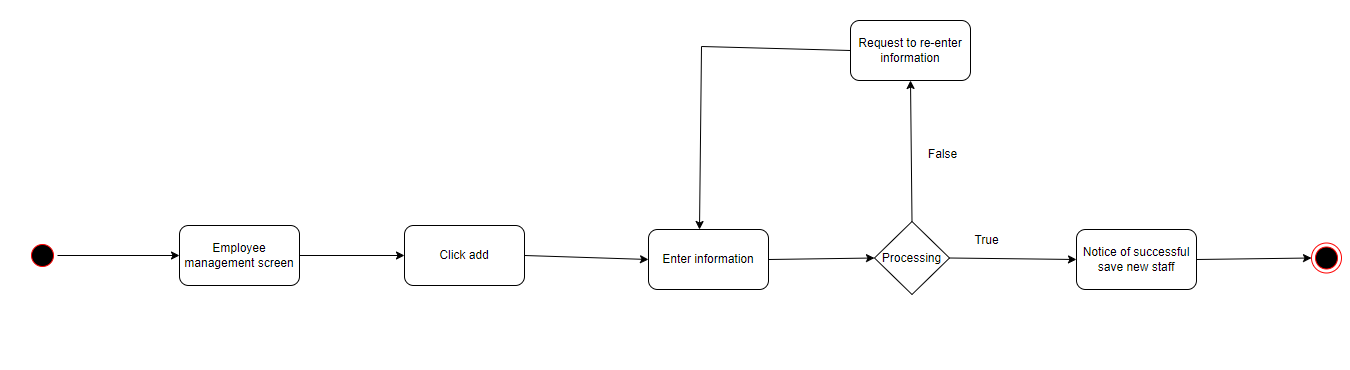 Request to re-enter
information
False
True
Employee
management screen
Click add
Enter information
Processing
Notice of successful
save new staff